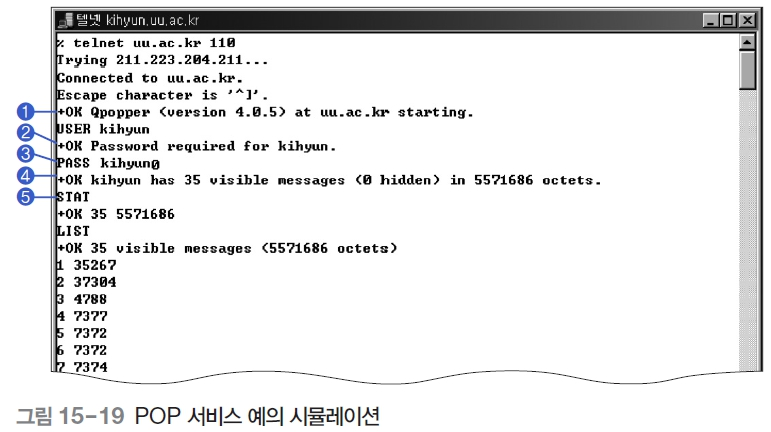 텔넷 kihyun.uu.ac.kr
% telnet uu.ac.kr 110
Trying 211.223.204.211...
Connected to uu.ac.kr.
Escape character is '^]'.
1 +OK Qpopper (version 4.0.5) at uu.ac.kr starting.
2 USER kihyun
+OK Password required for kihyun.
3 PASS kihyun0
4 +OK kihyun has 35 visible messages (0 hidden) in 5571686 octets.
5 STAT
+OK 35 5571686
LIST
+OK 35 visible messages (5571686 octets)
1 35267
2 37304
3 4788
4 7377
5 7372
6 7372
7 7374
그림 15-19 POP 서비스 예의 시뮬레이션